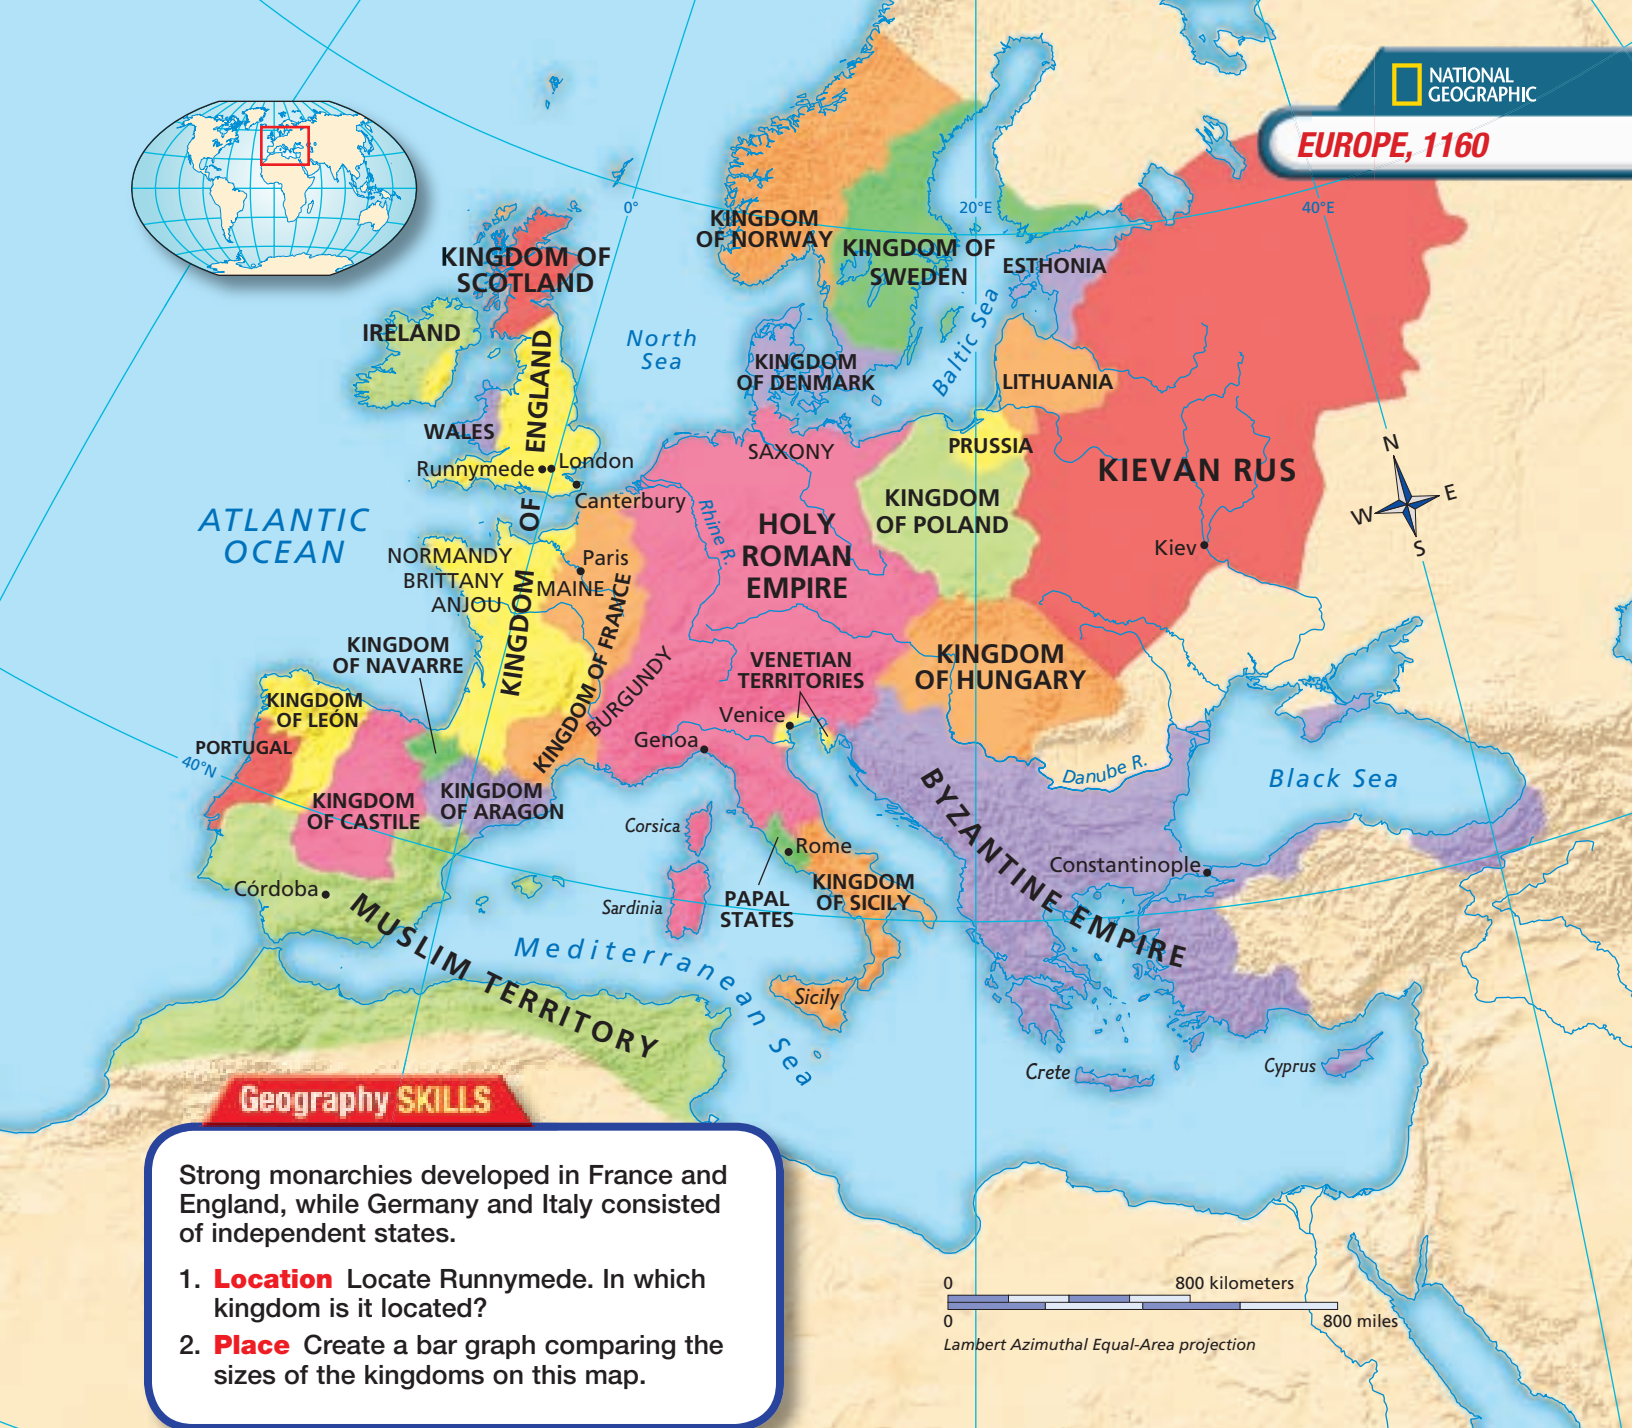 NATIONAL
GEOGRAPHIC
EUROPE, 1160
0°
20°E
40°E
KINGDOM
OF NORWAY
KINGDOM OF
SWEDEN
ESTHONIA
KINGDOM OF
SCOTLAND
IRELAND
North
Sea
Baltic Sea
KINGDOM
OF DENMARK
LITHUANIA
WALES
KINGDOM OF ENGLAND
SAXONY
PRUSSIA
KIEVAN RUS
Runnymede
London
Canterbury
Rhine R.
KINGDOM
OF POLAND
HOLY
ROMAN
EMPIRE
N
E
W
S
ATLANTIC
OCEAN
Kiev
NORMANDY
BRITTANY
ANJOU
MAINE
Paris
KINGDOM OF FRANCE
BURGUNDY
KINGDOM
OF NAVARRE
VENETIAN
TERRITORIES
KINGDOM
OF HUNGARY
KINGDOM
OF LEÓN
PORTUGAL
40°N
Venice
Genoa
Danube R.
Black Sea
KINGDOM
OF CASTILE
KINGDOM
OF ARAGON
Corsica
Rome
BYZANTINE EMPIRE
Constantinople
Córdoba
MUSLIM TERRITORY
Sardinia
PAPAL
STATES
KINGDOM
OF SICILY
Mediterranean Sea
Sicily
Crete
Cyprus
Geography SKILLS
Strong monarchies developed in France and
England, while Germany and Italy consisted
of independent states.
1. Location Locate Runnymede. In which
kingdom is it located?
2. Place Create a bar graph comparing the
sizes of the kingdoms on this map.
0
800 kilometers
0
800 miles
Lambert Azimuthal Equal-Area projection